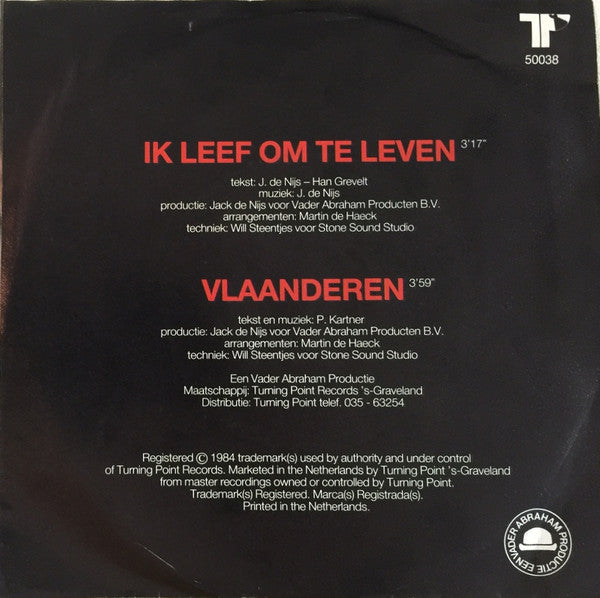 TP
50038
IK LEEF OM TE LEVEN 3'17"
tekst: J. de Nijs – Han Grevelt
muziek: J. de Nijs
productie: Jack de Nijs voor Vader Abraham Producten B.V.
arrangementen: Martin de Haeck
techniek: Will Steentjes voor Stone Sound Studio
VLAANDEREN 3'59"
tekst en muziek: P. Kartner
productie: Jack de Nijs voor Vader Abraham Producten B.V.
arrangementen: Martin de Haeck
techniek: Will Steentjes voor Stone Sound Studio
Een Vader Abraham Productie
Maatschappij: Turning Point Records 's-Graveland
Distributie: Turning Point telef. 035 - 63254
Registered © 1984 trademark(s) used by authority and under control
of Turning Point Records. Marketed in the Netherlands by Turning Point 's-Graveland
from master recordings owned or controlled by Turning Point.
Trademark(s) Registered. Marca(s) Registrada(s).
Printed in the Netherlands.
EEN VADER ABRAHAM PRODUCTIE